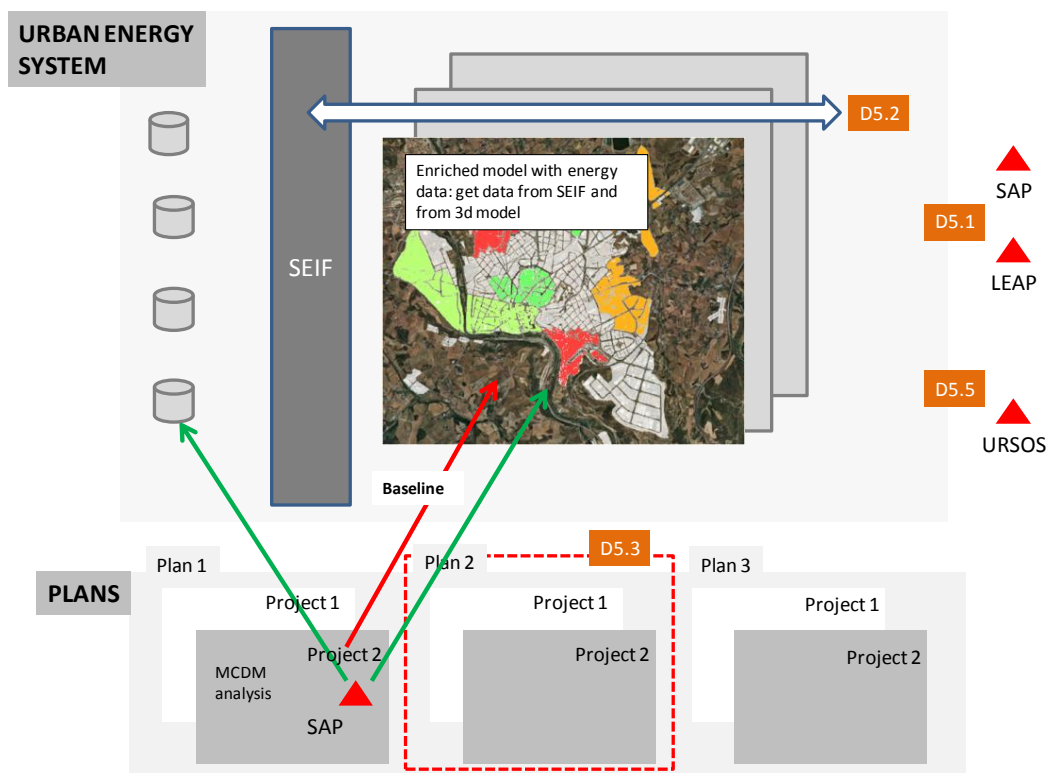 URBAN ENERGY
SYSTEM
D5.2
Enriched model with energy
data: get data from SEIF and
from 3d model
SEIF
SAP
D5.1
LEAP
D5.5
URSOS
Baseline
D5.3
Plan 1
Plan 2
Plan 3
PLANS
Project 1
Project 1
Project 1
Project 2
Project 2
Project 2
MCDM
analysis
SAP